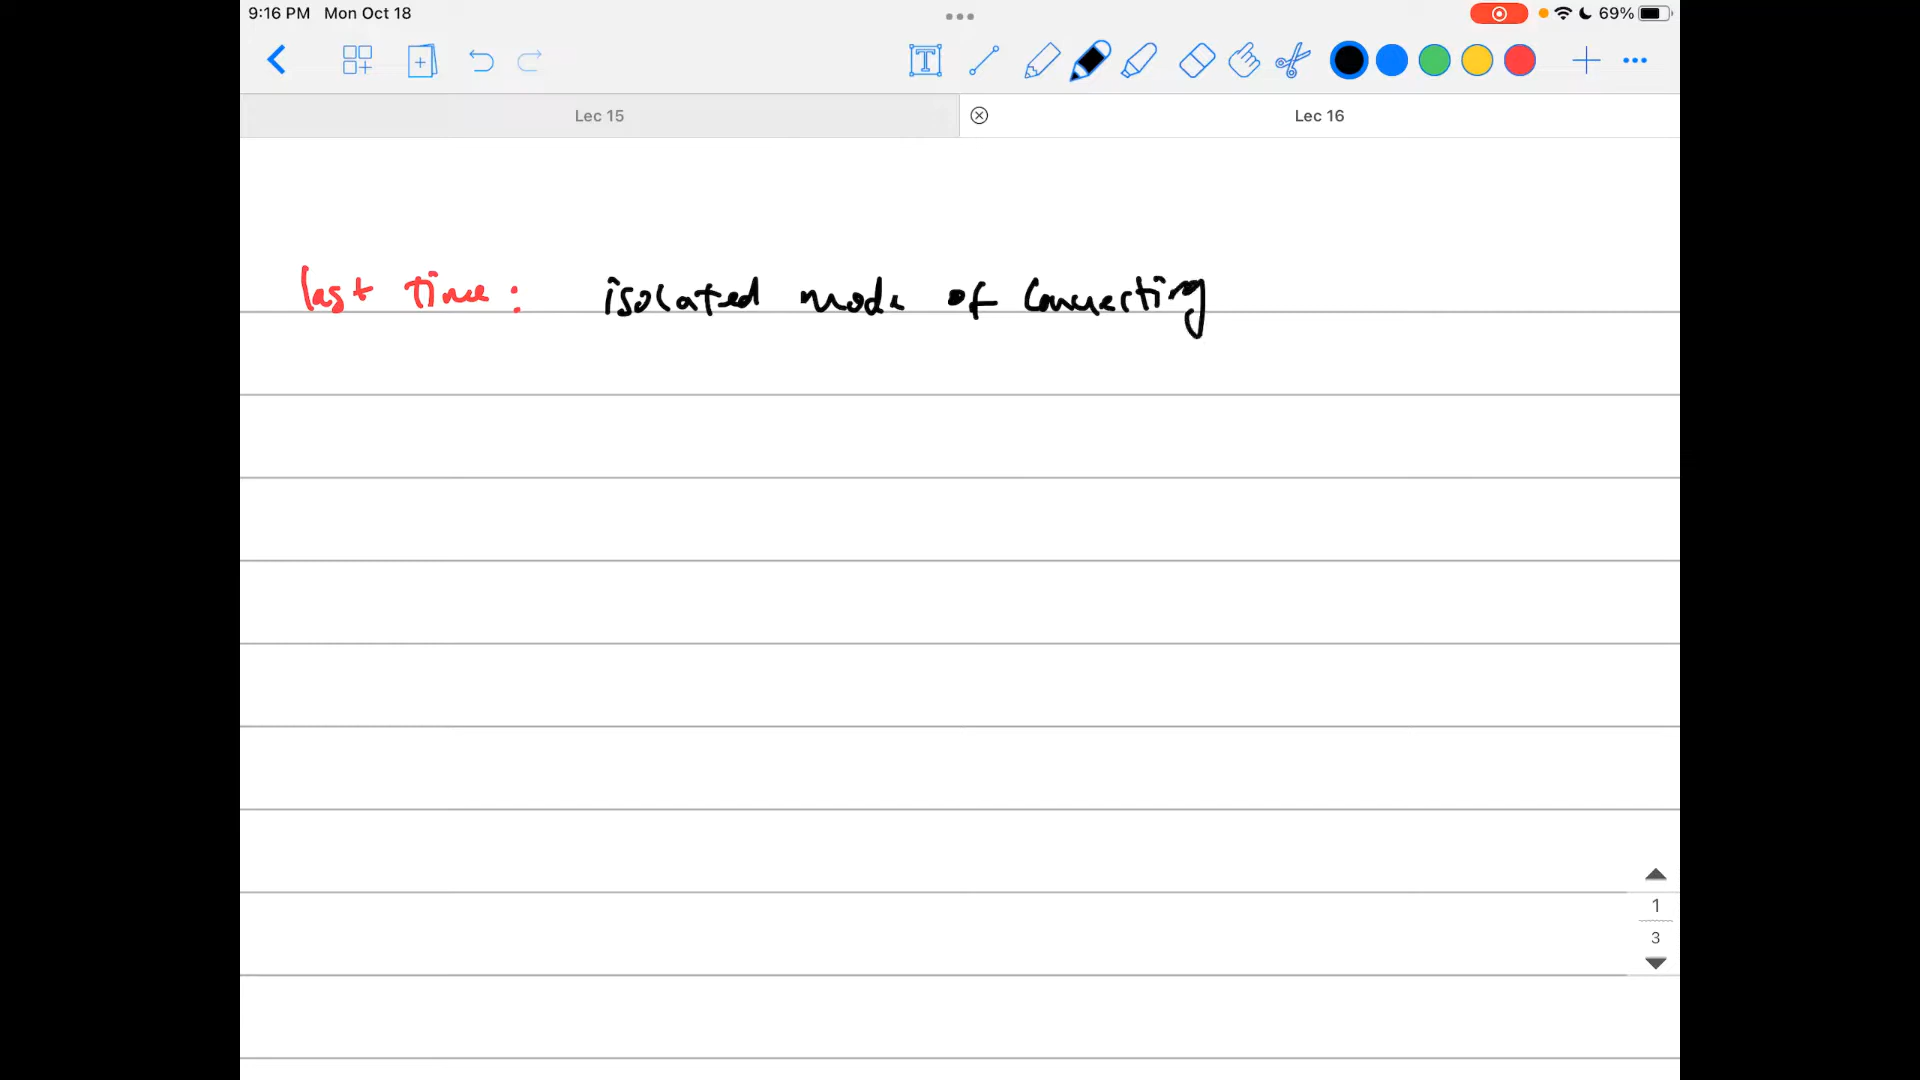 9:16 PM Mon Oct 18
69%
T
Lec 15
Lec 16
last time: isolated mode of converting
1
3